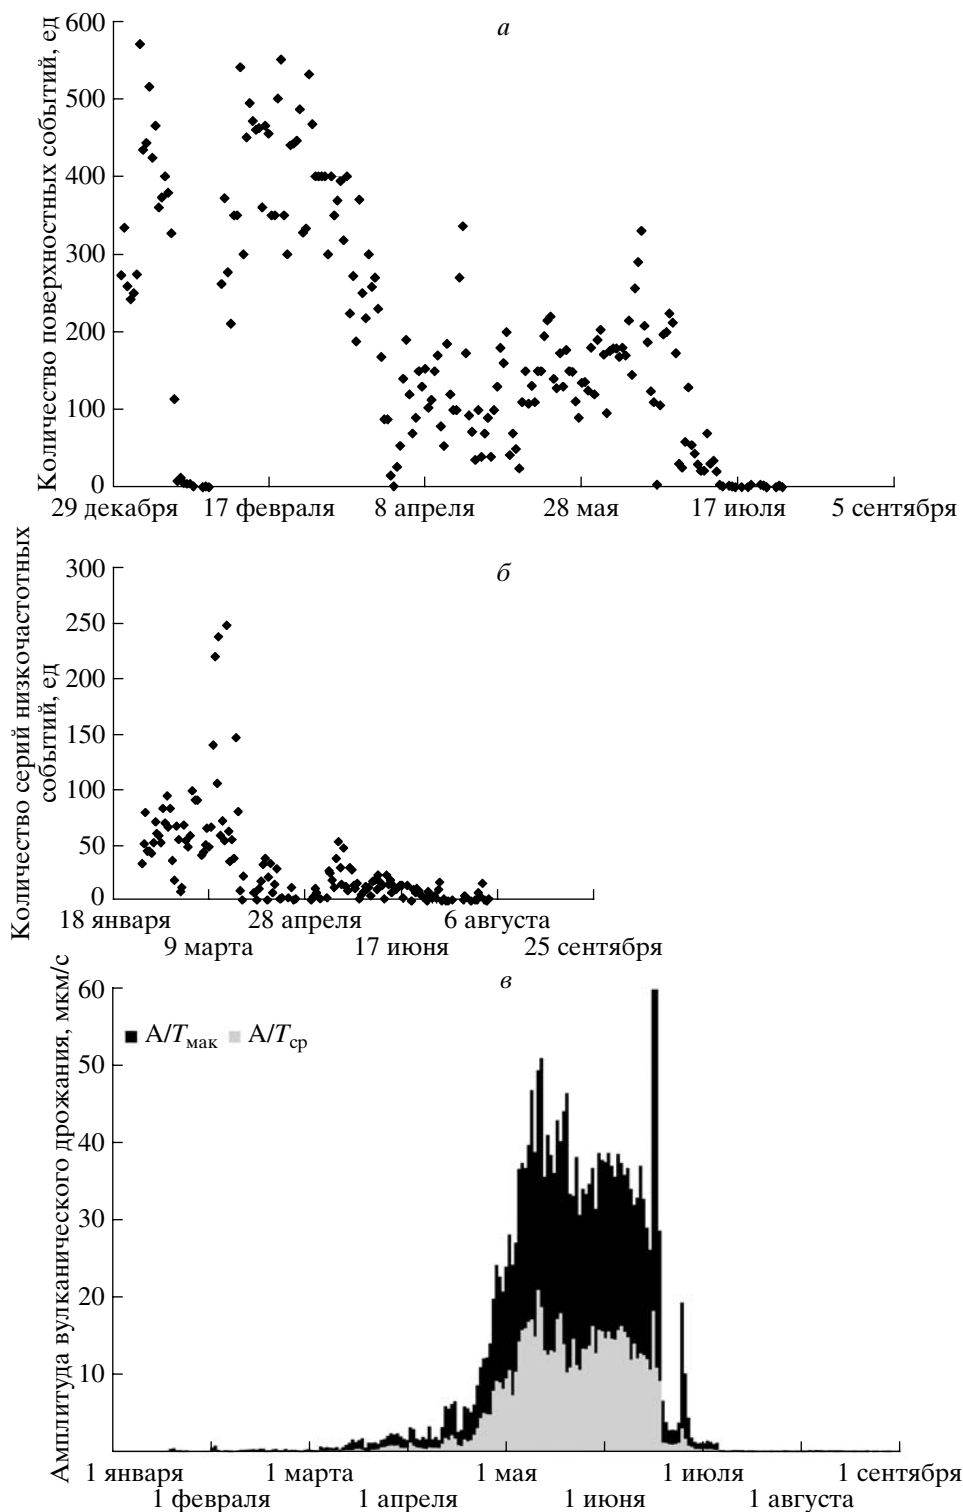 а
Количество поверхностных событий, ед
600
500
400
300
200
100
0
29 декабря 17 февраля 8 апреля 28 мая 17 июля 5 сентября
б
Количество серий низкочастотных
событий, ед
300
250
200
150
100
50
0
18 января 28 апреля 6 августа
9 марта 17 июня 25 сентября
в
Амплитуда вулканического дрожания, мкм/с
60
A/Tмак A/Tср
50
40
30
20
10
1 января 1 марта 1 мая 1 июля 1 сентября
1 февраля 1 апреля 1 июня 1 августа